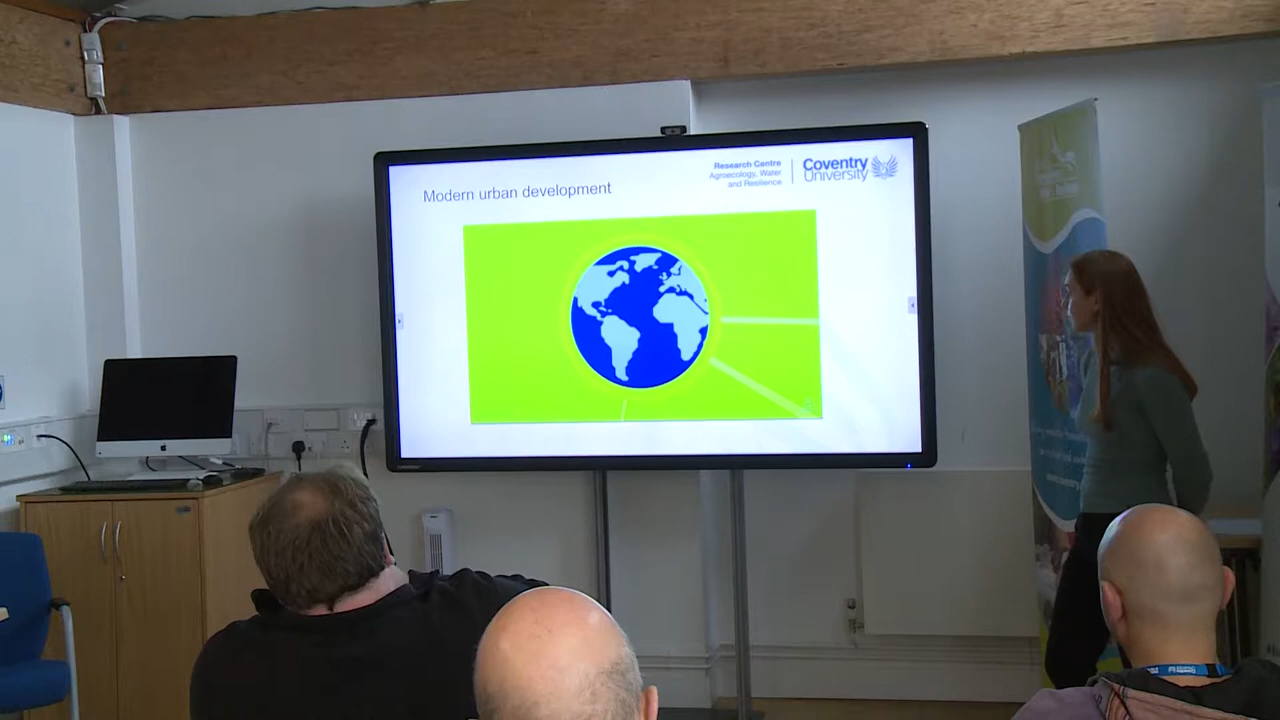 Research Centre
Agroecology, Water
and Resilience
Coventry
University
Modern urban development